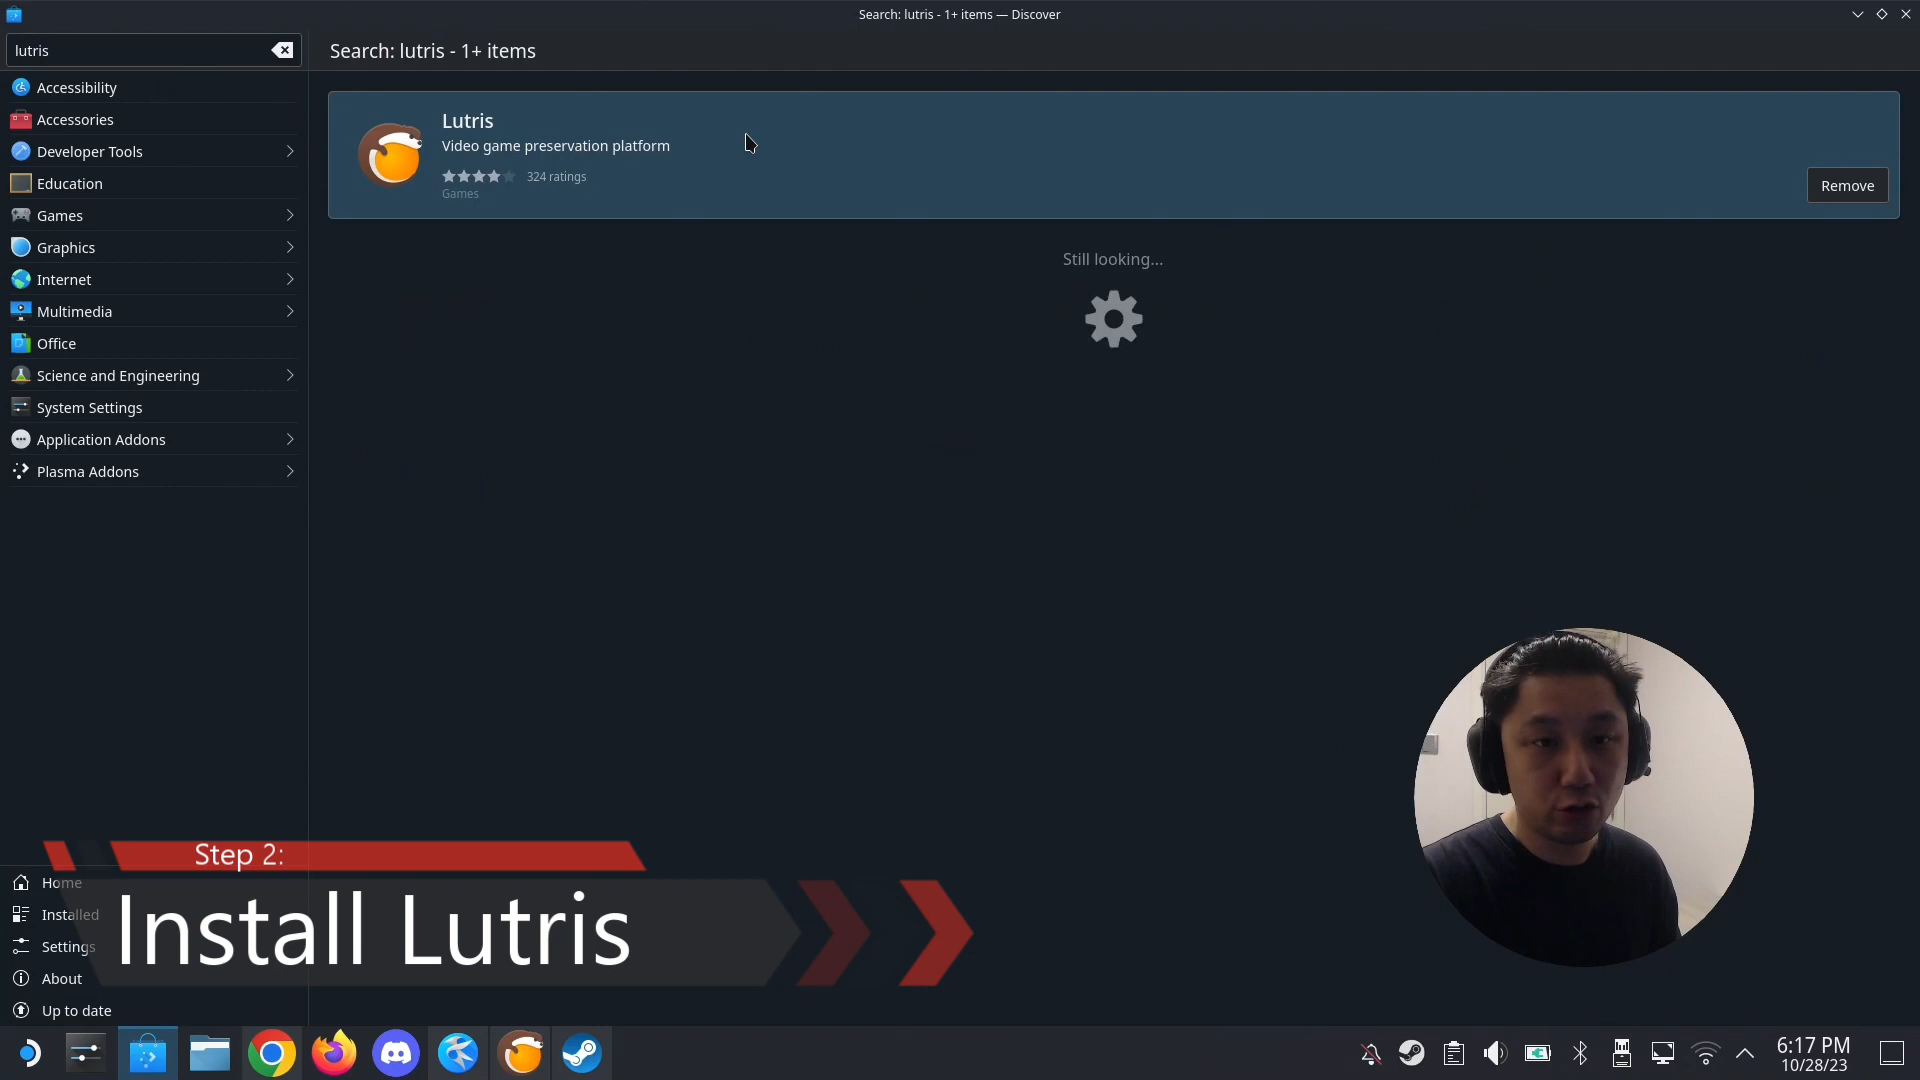 Search: lutris - 1+ items — Discover
lutris
Search: lutris - 1+ items
Accessibility
Accessories
Developer Tools
Education
Games
Graphics
Internet
Multimedia
Office
Science and Engineering
System Settings
Application Addons
Plasma Addons
Lutris
Video game preservation platform
324 ratings
Games
Remove
Still looking...
Step 2:
Install Lutris
Home
Installed
Settings
About
Up to date
6:17 PM
10/28/23